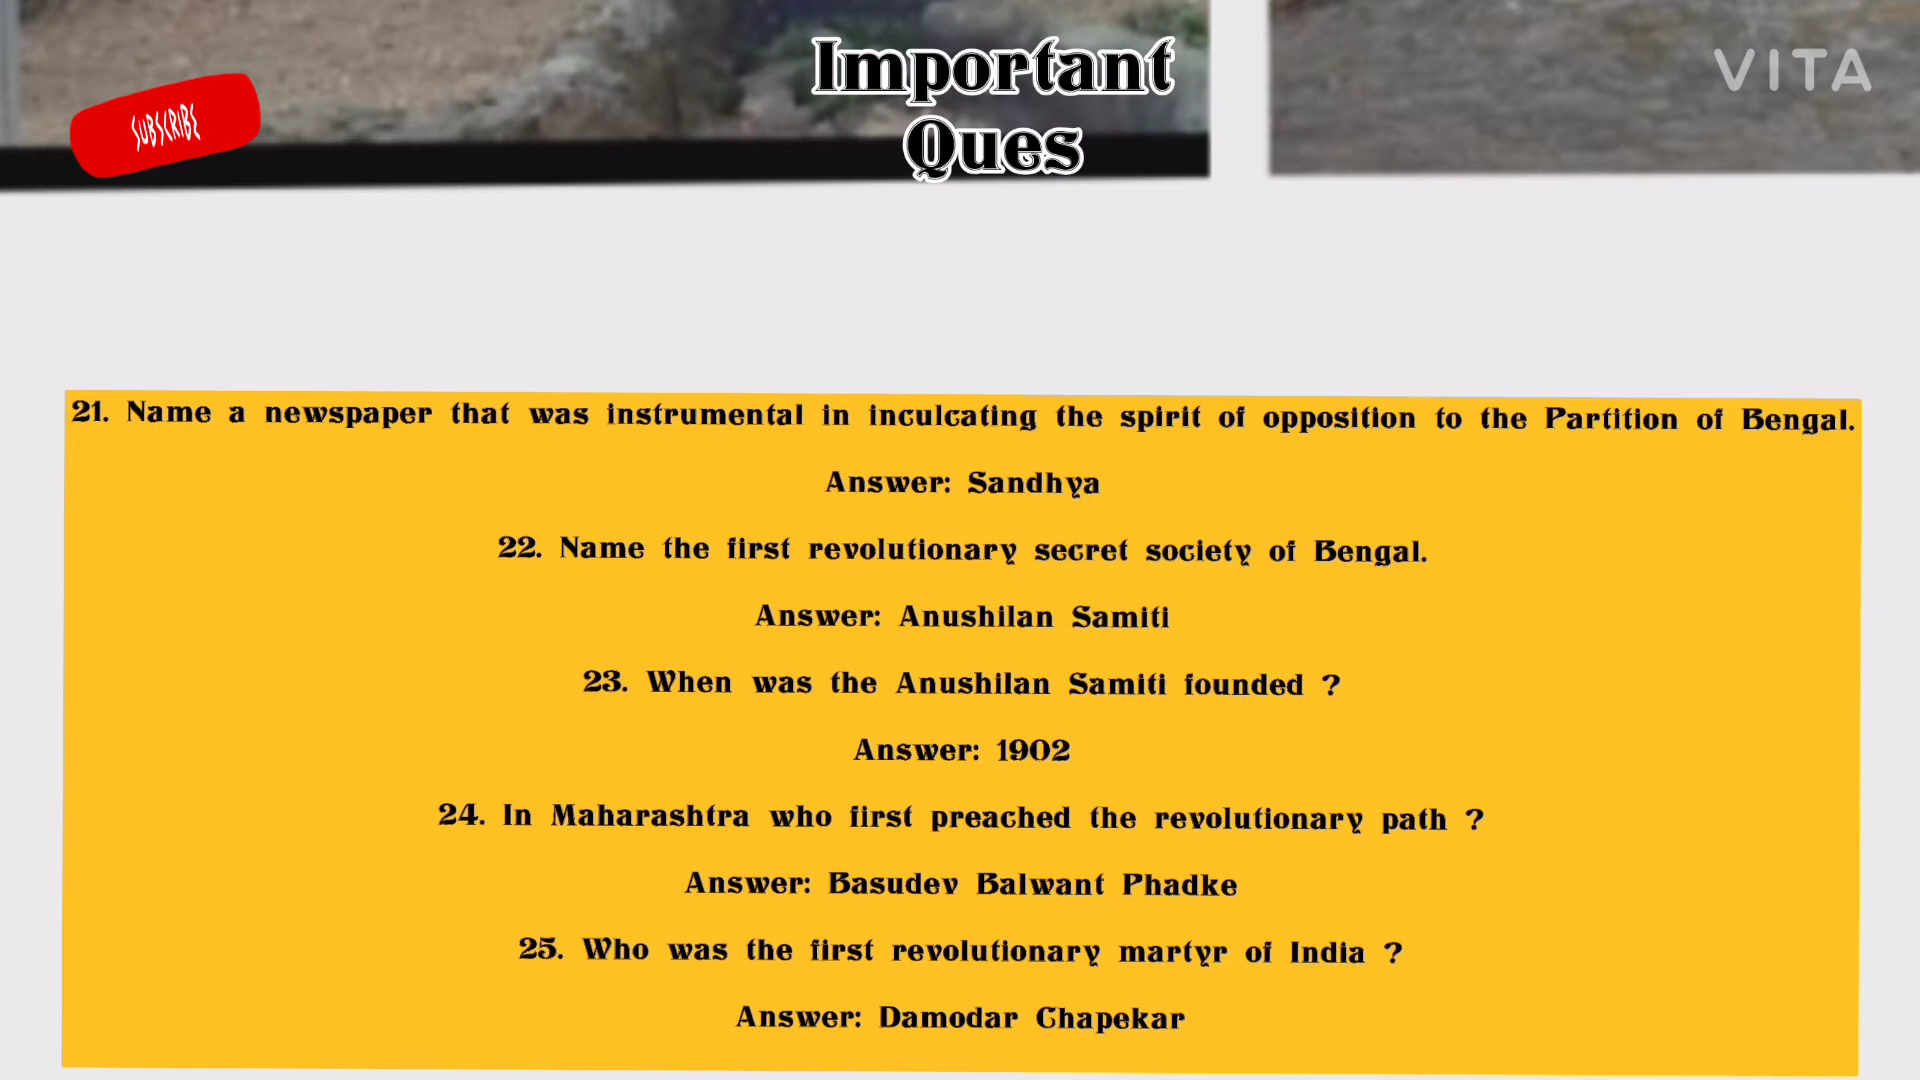 Important
Ques
VITA
SUBSCRIBE
21. Name a newspaper that was instrumental in inculcating the spirit of opposition to the Partition of Bengal.
Answer: Sandhya
22. Name the first revolutionary secret society of Bengal.
Answer: Anushilan Samiti
23. When was the Anushilan Samiti founded ?
Answer: 1902
24. In Maharashtra who first preached the revolutionary path ?
Answer: Basudev Balwant Phadke
25. Who was the first revolutionary martyr of India ?
Answer: Damodar Chapekar